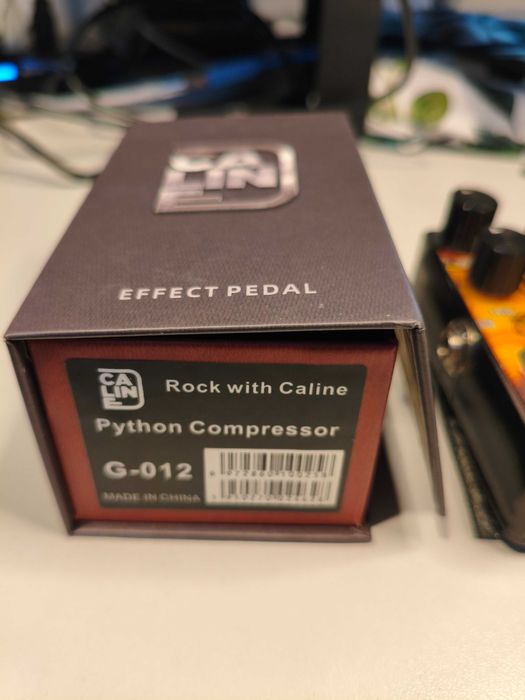 CA
LIN
E
EFFECT PEDAL
CA
LIN
E
Rock with Caline
Python Compressor
G-012
MADE IN CHINA